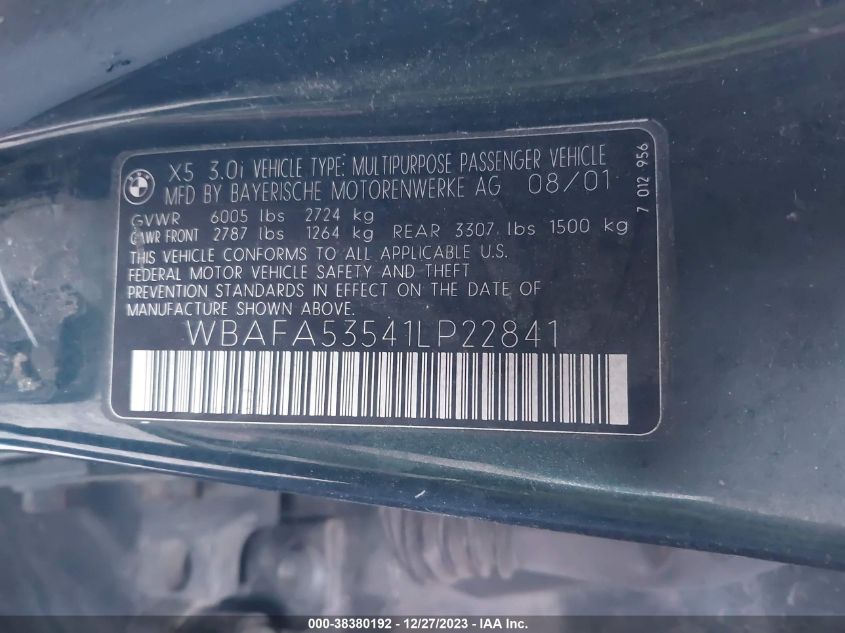 BMW
X5 3.0i VEHICLE TYPE: MULTIPURPOSE PASSENGER VEHICLE
MFD BY BAYERISCHE MOTORENWERKE AG 08/01
GVWR 6005 lbs 2724 kg
GAWR FRONT 2787 lbs 1264 kg REAR 3307 lbs 1500 kg
THIS VEHICLE CONFORMS TO ALL APPLICABLE U.S.
FEDERAL MOTOR VEHICLE SAFETY AND THEFT
PREVENTION STANDARDS IN EFFECT ON THE DATE OF
MANUFACTURE SHOWN ABOVE.
WBAFA53541LP22841
7 012 956
000-38380192 - 12/27/2023 - IAA Inc.